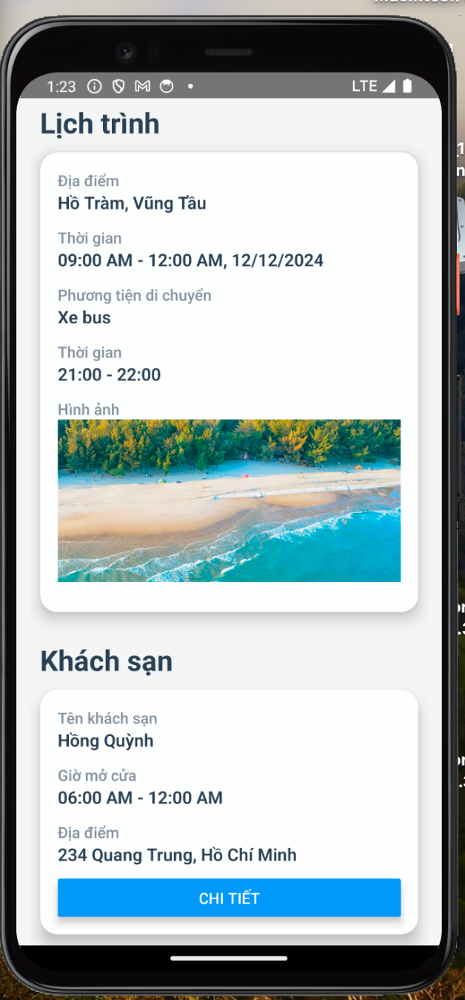 1:23
LTE
Lịch trình
Địa điểm
Hồ Tràm, Vũng Tầu
Thời gian
09:00 AM - 12:00 AM, 12/12/2024
Phương tiện di chuyển
Xe bus
Thời gian
21:00 - 22:00
Hình ảnh
Khách sạn
Tên khách sạn
Hồng Quỳnh
Giờ mở cửa
06:00 AM - 12:00 AM
Địa điểm
234 Quang Trung, Hồ Chí Minh
CHI TIẾT